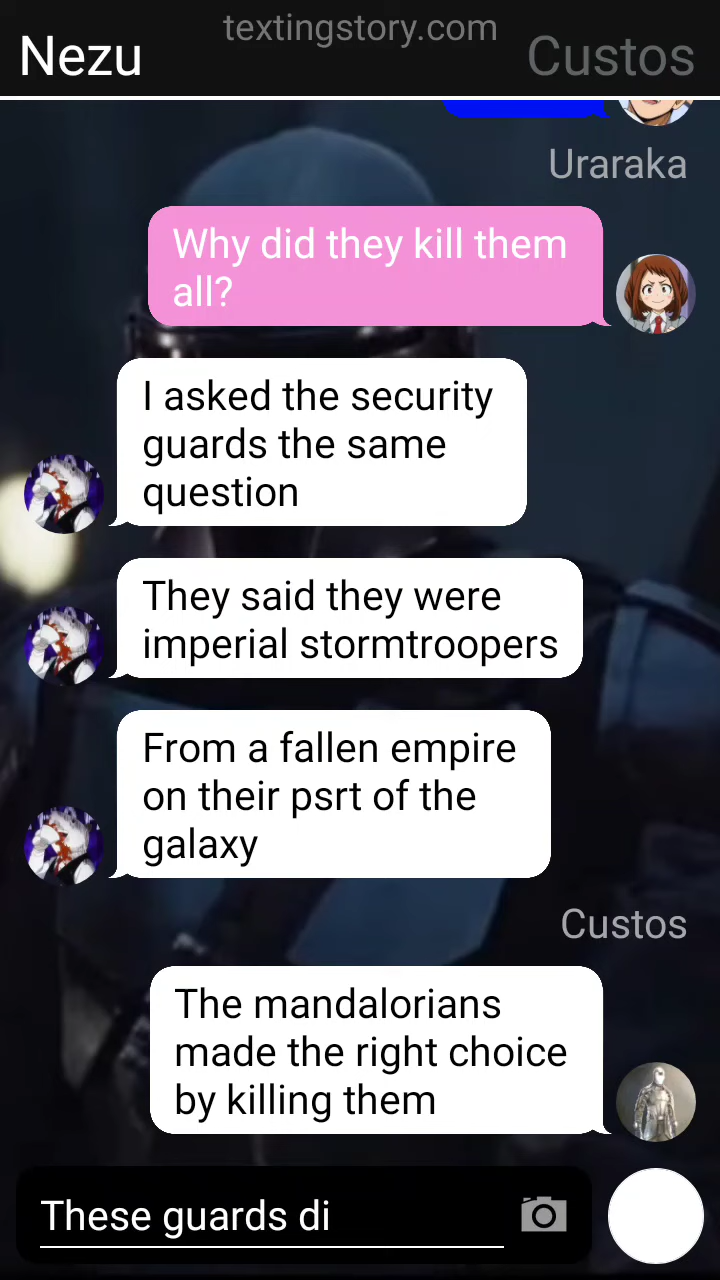 textingstory.com
Nezu
Custos
Uraraka
Why did they kill them
all?
I asked the security
guards the same
question
They said they were
imperial stormtroopers
From a fallen empire
on their psrt of the
galaxy
Custos
The mandalorians
made the right choice
by killing them
These guards di